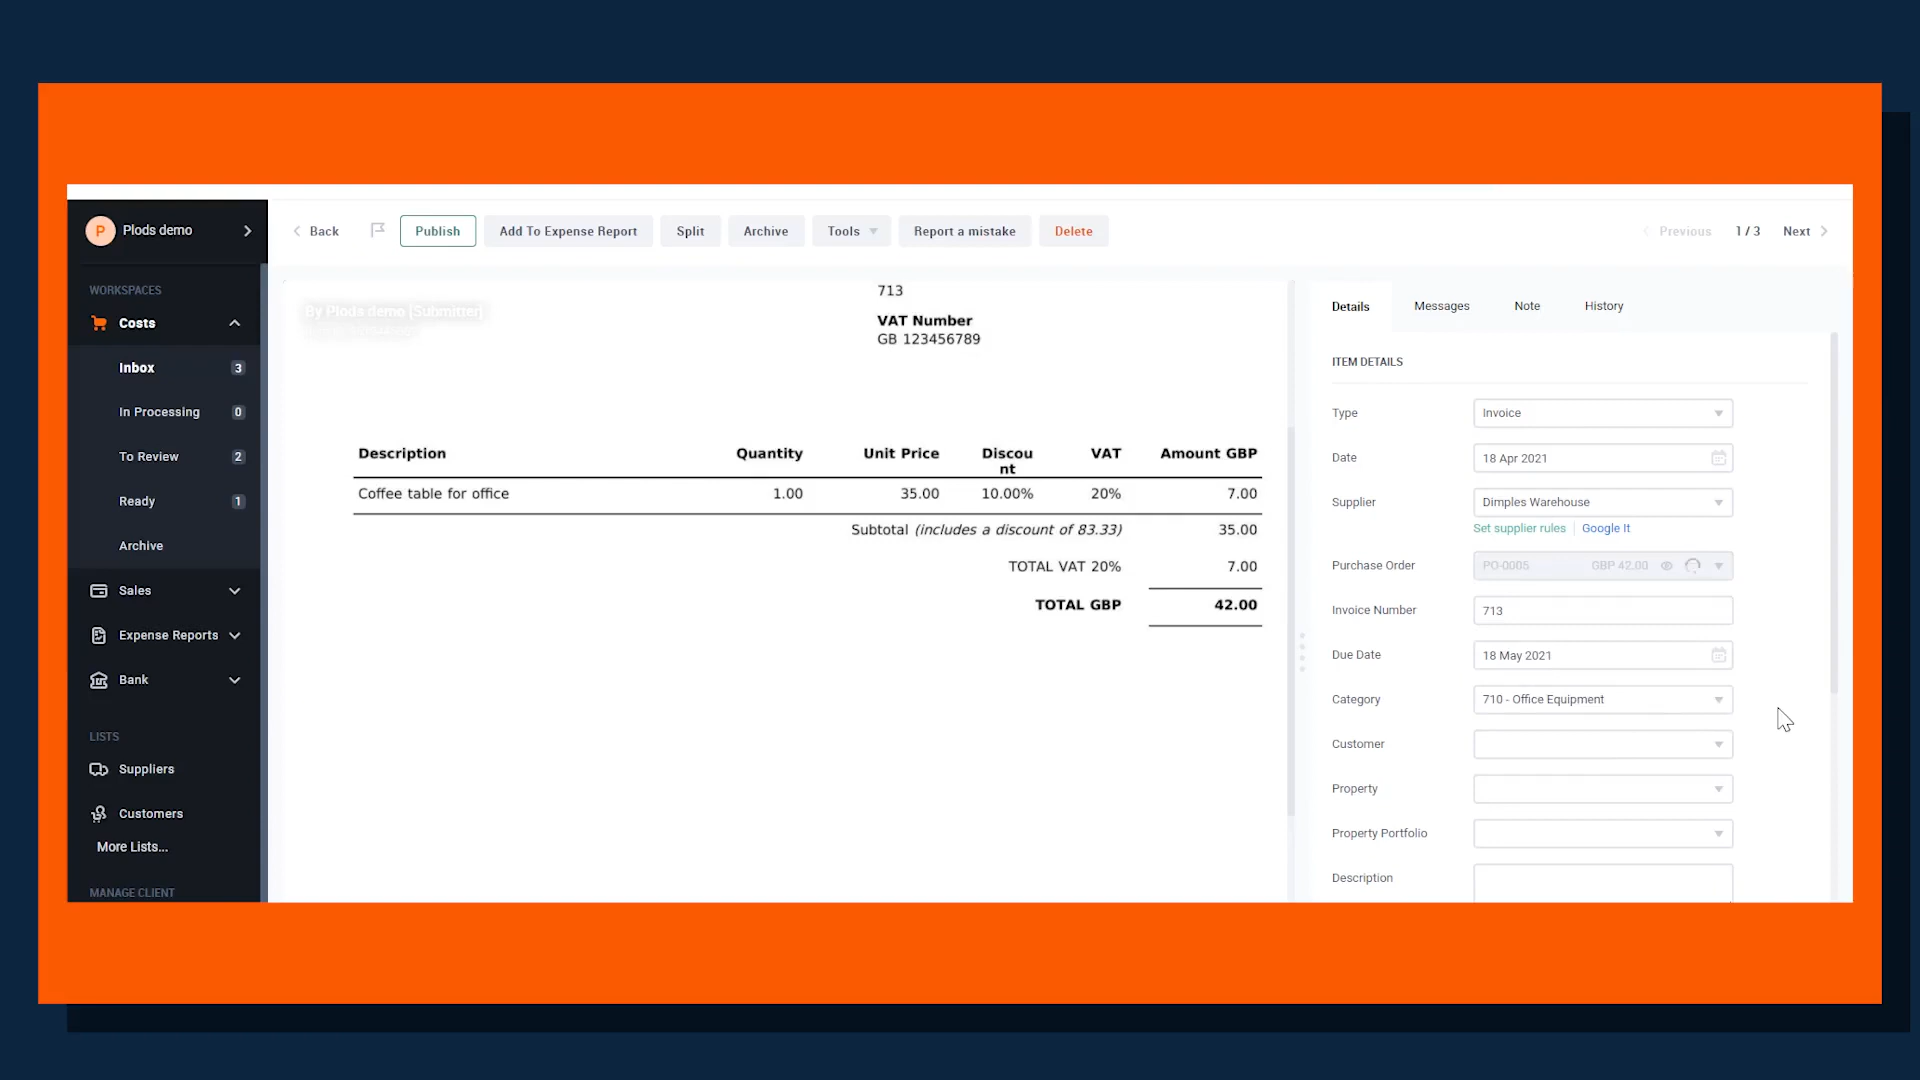 P Plods demo
WORKSPACES
Costs
Inbox 3
In Processing 0
To Review 2
Ready 1
Archive
Sales
Expense Reports
Bank
LISTS
Suppliers
Customers
More Lists...
MANAGE CLIENT
Back Publish Add To Expense Report Split Archive Tools Report a mistake Delete Previous 1 / 3 Next
By Plods demo [Submitter]
713
VAT Number
GB 123456789
Description Quantity Unit Price Discou
nt VAT Amount GBP
Coffee table for office 1.00 35.00 10.00% 20% 7.00
Subtotal (includes a discount of 83.33) 35.00
TOTAL VAT 20% 7.00
TOTAL GBP 42.00
Details Messages Note History
ITEM DETAILS
Type Invoice
Date 18 Apr 2021
Supplier Dimples Warehouse
Set supplier rules Google It
Purchase Order PO-0005 GBP 42.00
Invoice Number 713
Due Date 18 May 2021
Category 710 - Office Equipment
Customer
Property
Property Portfolio
Description